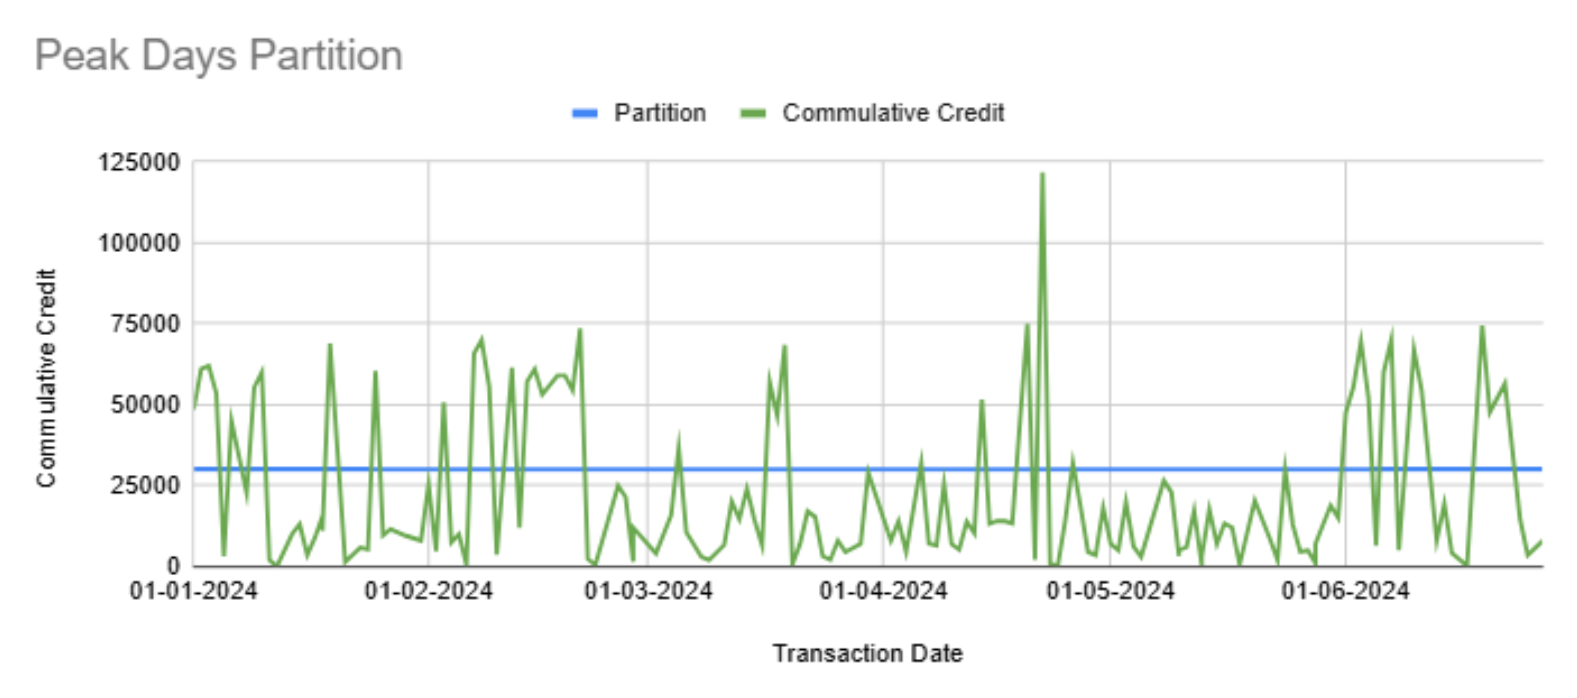 Peak Days Partition
Partition Commulative Credit
125000
100000
75000
50000
25000
0
Commulative Credit
01-01-2024 01-02-2024 01-03-2024 01-04-2024 01-05-2024 01-06-2024
Transaction Date